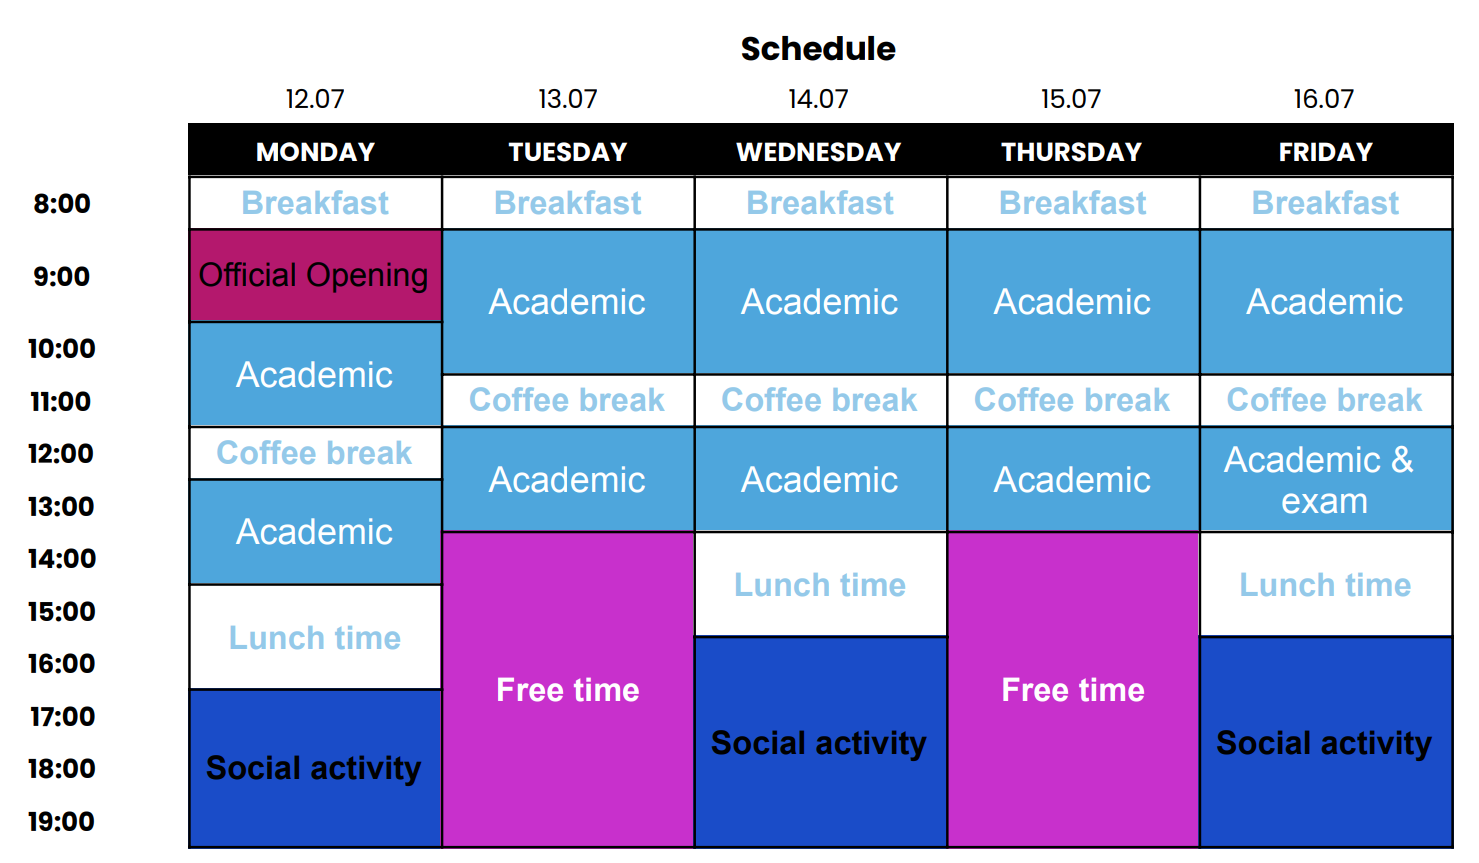 Schedule
12.07 13.07 14.07 15.07 16.07
MONDAY TUESDAY WEDNESDAY THURSDAY FRIDAY
8:00 Breakfast Breakfast Breakfast Breakfast Breakfast
9:00 Official Opening
Academic Academic Academic Academic
10:00
Academic
11:00 Coffee break Coffee break Coffee break Coffee break
12:00 Coffee break
Academic Academic Academic Academic &
exam
13:00
Academic
14:00
Lunch time Lunch time
15:00
Lunch time
16:00
Free time Free time
17:00
Social activity Social activity
18:00 Social activity
19:00